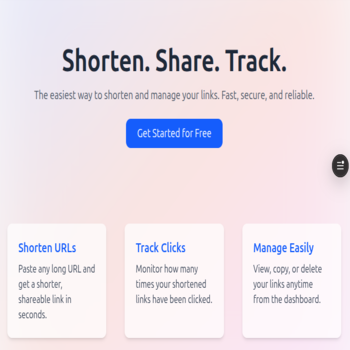 Shorten. Share. Track.
The easiest way to shorten and manage your links. Fast, secure, and reliable.
Get Started for Free
Shorten URLs
Paste any long URL and
get a shorter,
shareable link in
seconds.
Track Clicks
Monitor how many
times your shortened
links have been clicked.
Manage Easily
View, copy, or delete
your links anytime
from the dashboard.